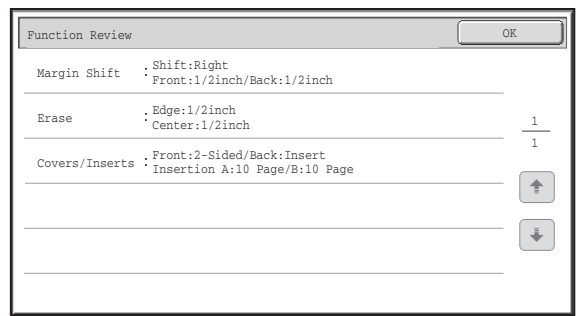 Function Review
OK
Margin Shift : Shift:Right
Front:1/2inch/Back:1/2inch
Erase : Edge:1/2inch
Center:1/2inch
Covers/Inserts : Front:2-Sided/Back:Insert
Insertion A:10 Page/B:10 Page
1
1